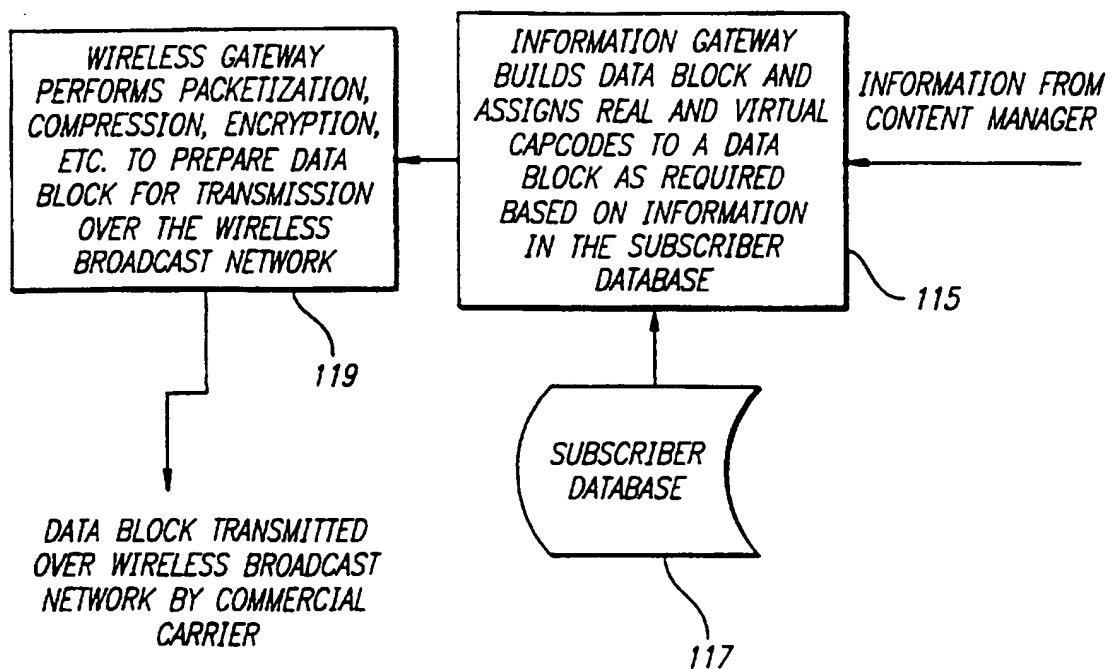 WIRELESS GATEWAY
PERFORMS PACKETIZATION,
COMPRESSION, ENCRYPTION,
ETC. TO PREPARE DATA
BLOCK FOR TRANSMISSION
OVER THE WIRELESS
BROADCAST NETWORK
119
INFORMATION GATEWAY
BUILDS DATA BLOCK AND
ASSIGNS REAL AND VIRTUAL
CAPCODES TO A DATA
BLOCK AS REQUIRED
BASED ON INFORMATION
IN THE SUBSCRIBER
DATABASE
115
INFORMATION FROM
CONTENT MANAGER
SUBSCRIBER
DATABASE
117
DATA BLOCK TRANSMITTED
OVER WIRELESS BROADCAST
NETWORK BY COMMERCIAL
CARRIER